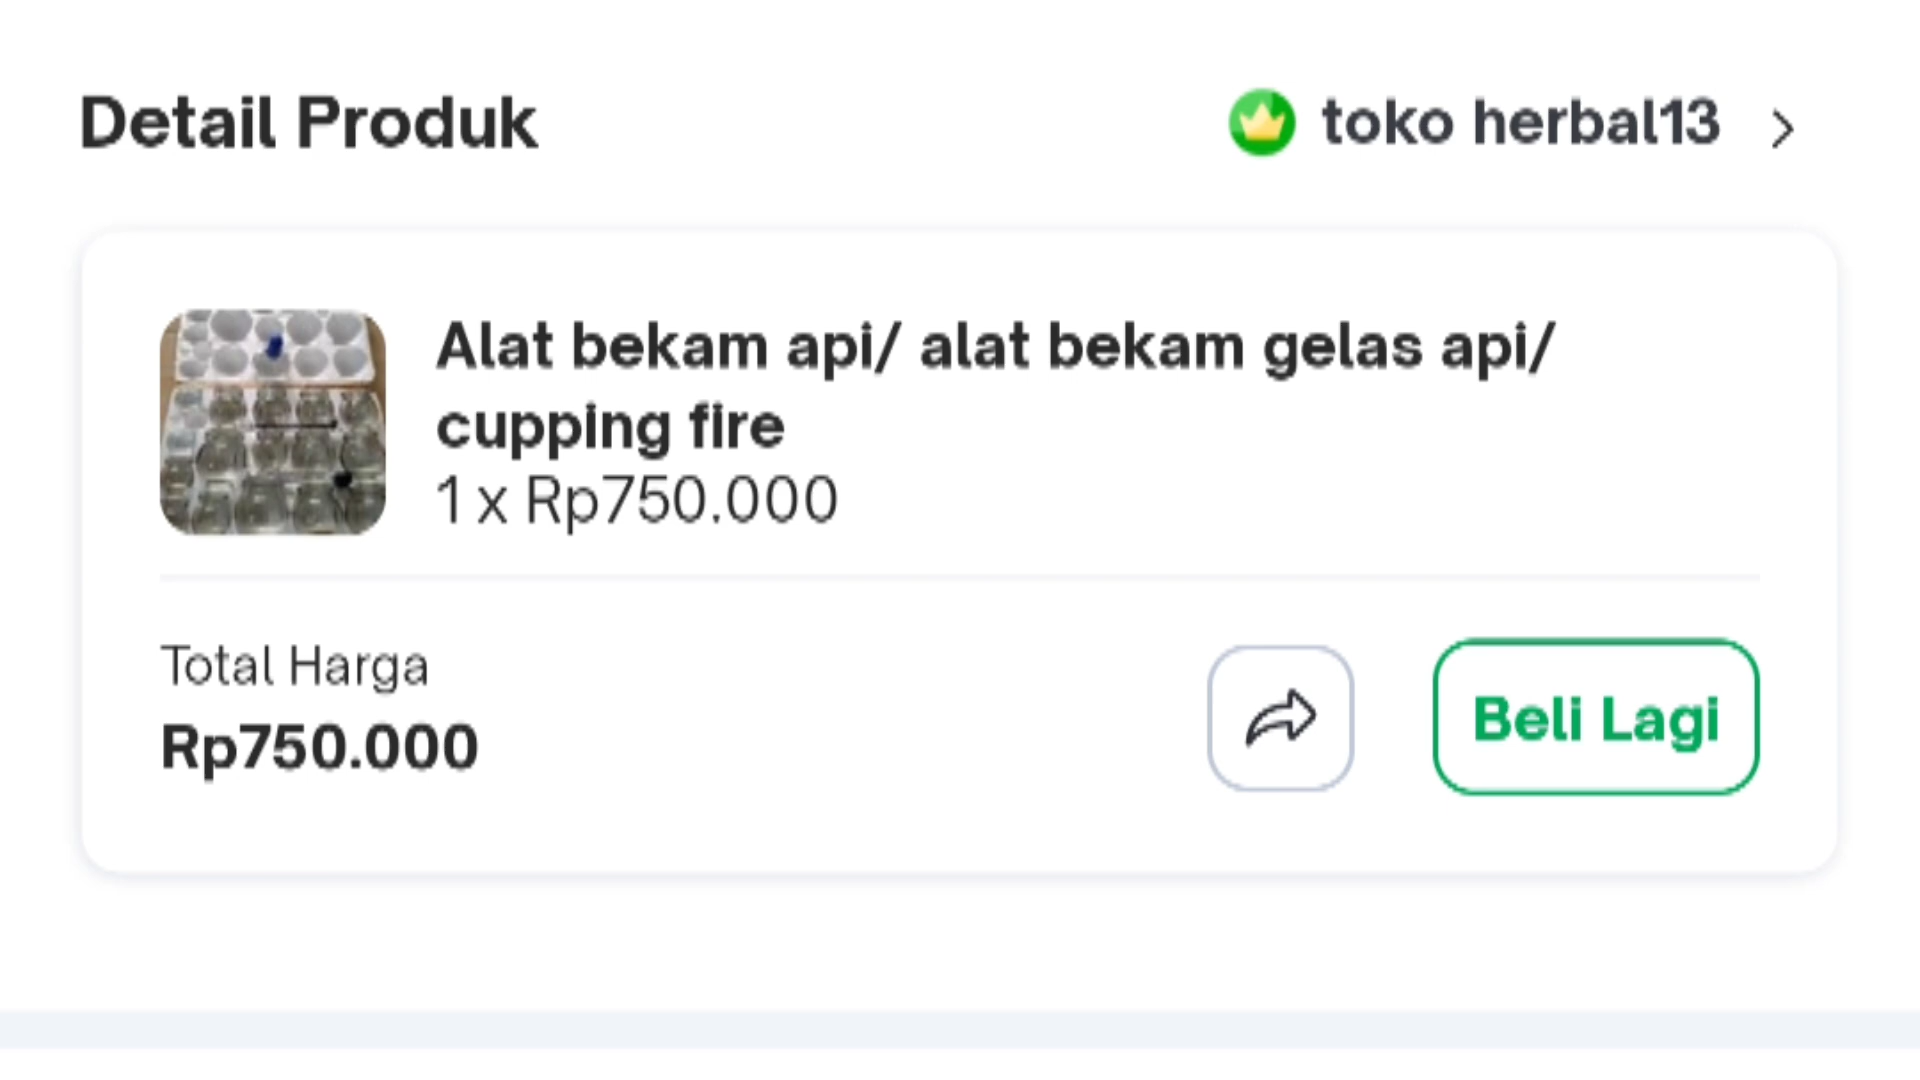 Detail Produk
toko herbal13
Alat bekam api/ alat bekam gelas api/
cupping fire
1 x Rp750.000
Total Harga
Rp750.000
Beli Lagi